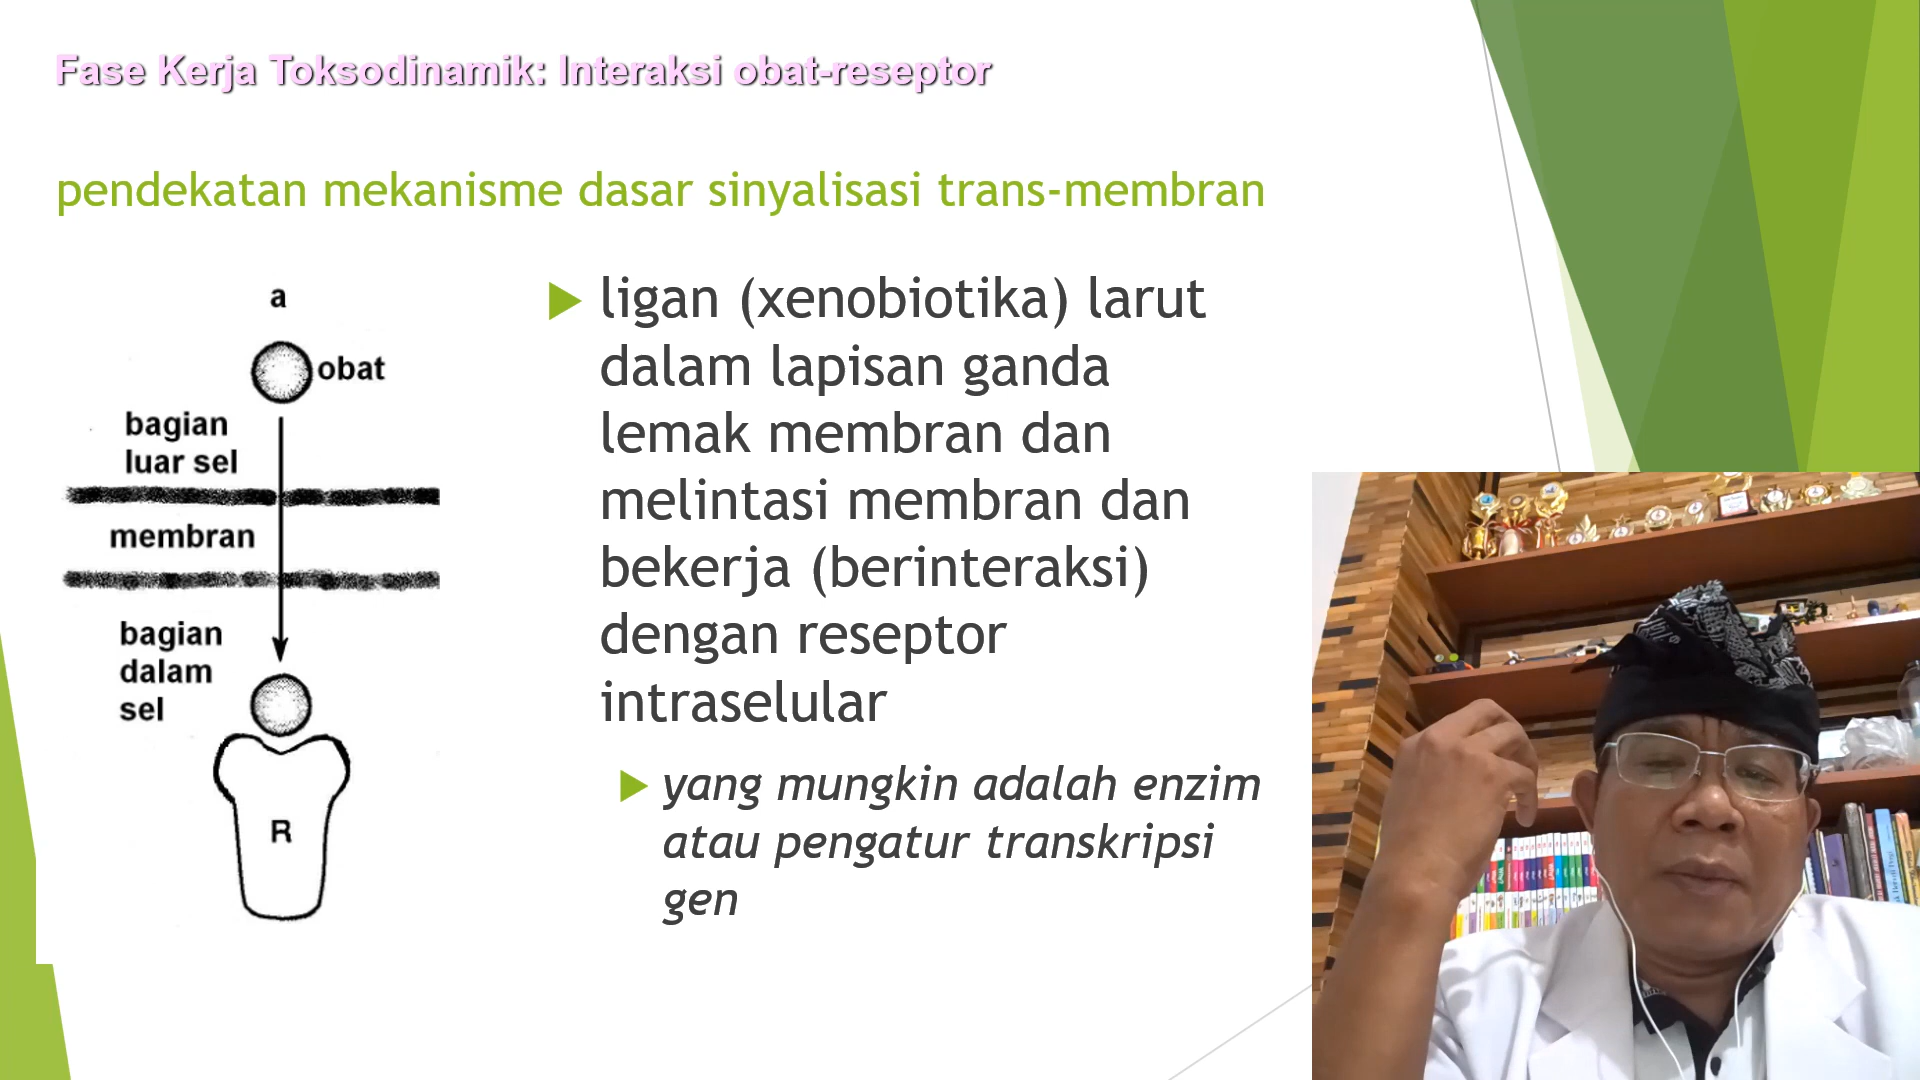 Fase Kerja Toksodinamik: Interaksi obat-reseptor
pendekatan mekanisme dasar sinyalisasi trans-membran
a
obat
bagian
luar sel
membran
bagian
dalam
sel
R
ligan (xenobiotika) larut
dalam lapisan ganda
lemak membran dan
melintasi membran dan
bekerja (berinteraksi)
dengan reseptor
intraselular
yang mungkin adalah enzim
atau pengatur transkripsi
gen